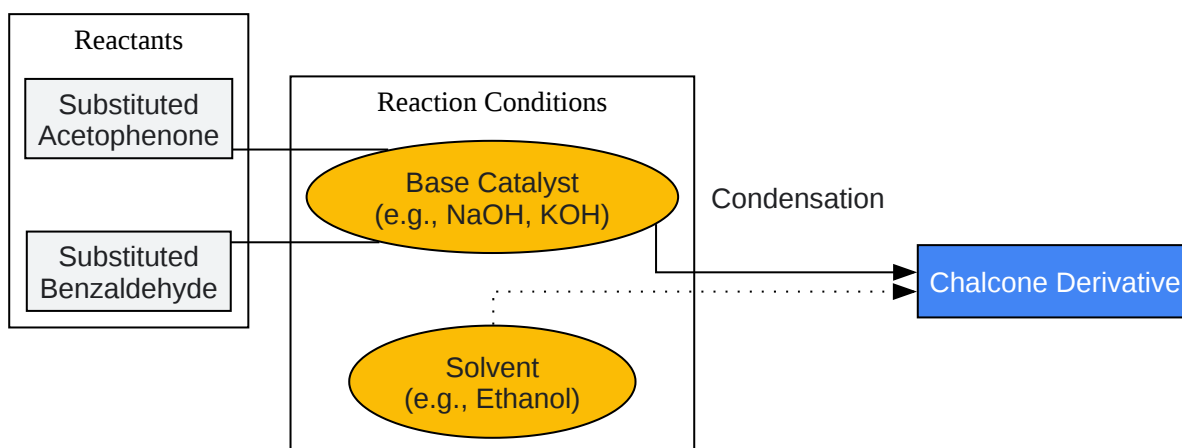 Reactants
Substituted
Acetophenone
Substituted
Benzaldehyde
Reaction Conditions
Base Catalyst
(e.g., NaOH, KOH)
Solvent
(e.g., Ethanol)
Condensation
Chalcone Derivative